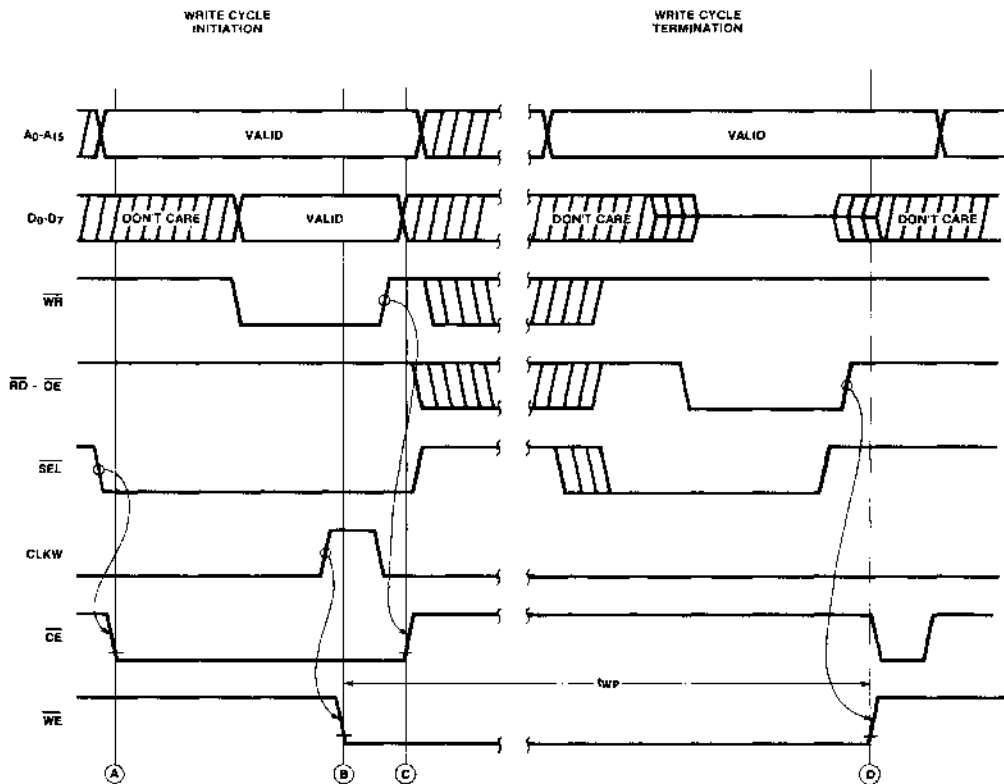 WRITE CYCLE
INITIATION
WRITE CYCLE
TERMINATION
A0-A15
VALID
VALID
D0-D7
DON'T CARE
VALID
DON'T CARE
DON'T CARE
WR
RD - OE
SEL
CLKW
CE
tWP
WE
A
B
C
D